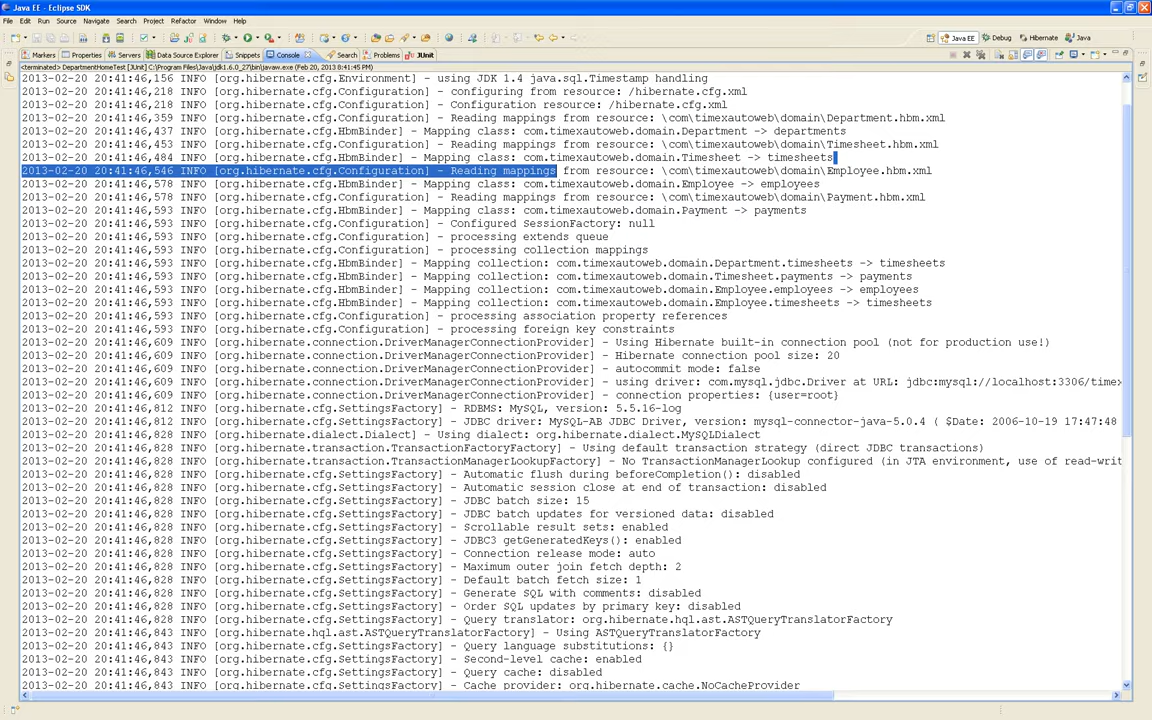 Java EE - Eclipse SDK
File Edit Run Source Navigate Search Project Refactor Window Help
Java EE Debug Hibernate Java
Markers Properties Servers Data Source Explorer Snippets Console Search Problems JUnit
<terminated> DepartmentHomeTest [JUnit] C:\Program Files\Java\jdk1.6.0_27\bin\javaw.exe (Feb 20, 2013 8:41:45 PM)
2013-02-20 20:41:46,156 INFO [org.hibernate.cfg.Environment] - using JDK 1.4 java.sql.Timestamp handling
2013-02-20 20:41:46,218 INFO [org.hibernate.cfg.Configuration] - configuring from resource: /hibernate.cfg.xml
2013-02-20 20:41:46,218 INFO [org.hibernate.cfg.Configuration] - Configuration resource: /hibernate.cfg.xml
2013-02-20 20:41:46,359 INFO [org.hibernate.cfg.Configuration] - Reading mappings from resource: \com\timexautoweb\domain\Department.hbm.xml
2013-02-20 20:41:46,437 INFO [org.hibernate.cfg.HbmBinder] - Mapping class: com.timexautoweb.domain.Department -> departments
2013-02-20 20:41:46,453 INFO [org.hibernate.cfg.Configuration] - Reading mappings from resource: \com\timexautoweb\domain\Timesheet.hbm.xml
2013-02-20 20:41:46,484 INFO [org.hibernate.cfg.HbmBinder] - Mapping class: com.timexautoweb.domain.Timesheet -> timesheets
2013-02-20 20:41:46,546 INFO [org.hibernate.cfg.Configuration] - Reading mappings from resource: \com\timexautoweb\domain\Employee.hbm.xml
2013-02-20 20:41:46,578 INFO [org.hibernate.cfg.HbmBinder] - Mapping class: com.timexautoweb.domain.Employee -> employees
2013-02-20 20:41:46,578 INFO [org.hibernate.cfg.Configuration] - Reading mappings from resource: \com\timexautoweb\domain\Payment.hbm.xml
2013-02-20 20:41:46,593 INFO [org.hibernate.cfg.HbmBinder] - Mapping class: com.timexautoweb.domain.Payment -> payments
2013-02-20 20:41:46,593 INFO [org.hibernate.cfg.Configuration] - Configured SessionFactory: null
2013-02-20 20:41:46,593 INFO [org.hibernate.cfg.Configuration] - processing extends queue
2013-02-20 20:41:46,593 INFO [org.hibernate.cfg.Configuration] - processing collection mappings
2013-02-20 20:41:46,593 INFO [org.hibernate.cfg.HbmBinder] - Mapping collection: com.timexautoweb.domain.Department.timesheets -> timesheets
2013-02-20 20:41:46,593 INFO [org.hibernate.cfg.HbmBinder] - Mapping collection: com.timexautoweb.domain.Timesheet.payments -> payments
2013-02-20 20:41:46,593 INFO [org.hibernate.cfg.HbmBinder] - Mapping collection: com.timexautoweb.domain.Employee.employees -> employees
2013-02-20 20:41:46,593 INFO [org.hibernate.cfg.HbmBinder] - Mapping collection: com.timexautoweb.domain.Employee.timesheets -> timesheets
2013-02-20 20:41:46,593 INFO [org.hibernate.cfg.Configuration] - processing association property references
2013-02-20 20:41:46,593 INFO [org.hibernate.cfg.Configuration] - processing foreign key constraints
2013-02-20 20:41:46,609 INFO [org.hibernate.connection.DriverManagerConnectionProvider] - Using Hibernate built-in connection pool (not for production use!)
2013-02-20 20:41:46,609 INFO [org.hibernate.connection.DriverManagerConnectionProvider] - Hibernate connection pool size: 20
2013-02-20 20:41:46,609 INFO [org.hibernate.connection.DriverManagerConnectionProvider] - autocommit mode: false
2013-02-20 20:41:46,609 INFO [org.hibernate.connection.DriverManagerConnectionProvider] - using driver: com.mysql.jdbc.Driver at URL: jdbc:mysql://localhost:3306/timex
2013-02-20 20:41:46,609 INFO [org.hibernate.connection.DriverManagerConnectionProvider] - connection properties: {user=root}
2013-02-20 20:41:46,812 INFO [org.hibernate.cfg.SettingsFactory] - RDBMS: MySQL, version: 5.5.16-log
2013-02-20 20:41:46,812 INFO [org.hibernate.cfg.SettingsFactory] - JDBC driver: MySQL-AB JDBC Driver, version: mysql-connector-java-5.0.4 ( $Date: 2006-10-19 17:47:48
2013-02-20 20:41:46,828 INFO [org.hibernate.dialect.Dialect] - Using dialect: org.hibernate.dialect.MySQLDialect
2013-02-20 20:41:46,828 INFO [org.hibernate.transaction.TransactionFactoryFactory] - Using default transaction strategy (direct JDBC transactions)
2013-02-20 20:41:46,828 INFO [org.hibernate.transaction.TransactionManagerLookupFactory] - No TransactionManagerLookup configured (in JTA environment, use of read-writ
2013-02-20 20:41:46,828 INFO [org.hibernate.cfg.SettingsFactory] - Automatic flush during beforeCompletion(): disabled
2013-02-20 20:41:46,828 INFO [org.hibernate.cfg.SettingsFactory] - Automatic session close at end of transaction: disabled
2013-02-20 20:41:46,828 INFO [org.hibernate.cfg.SettingsFactory] - JDBC batch size: 15
2013-02-20 20:41:46,828 INFO [org.hibernate.cfg.SettingsFactory] - JDBC batch updates for versioned data: disabled
2013-02-20 20:41:46,828 INFO [org.hibernate.cfg.SettingsFactory] - Scrollable result sets: enabled
2013-02-20 20:41:46,828 INFO [org.hibernate.cfg.SettingsFactory] - JDBC3 getGeneratedKeys(): enabled
2013-02-20 20:41:46,828 INFO [org.hibernate.cfg.SettingsFactory] - Connection release mode: auto
2013-02-20 20:41:46,828 INFO [org.hibernate.cfg.SettingsFactory] - Maximum outer join fetch depth: 2
2013-02-20 20:41:46,828 INFO [org.hibernate.cfg.SettingsFactory] - Default batch fetch size: 1
2013-02-20 20:41:46,828 INFO [org.hibernate.cfg.SettingsFactory] - Generate SQL with comments: disabled
2013-02-20 20:41:46,828 INFO [org.hibernate.cfg.SettingsFactory] - Order SQL updates by primary key: disabled
2013-02-20 20:41:46,828 INFO [org.hibernate.cfg.SettingsFactory] - Query translator: org.hibernate.hql.ast.ASTQueryTranslatorFactory
2013-02-20 20:41:46,843 INFO [org.hibernate.hql.ast.ASTQueryTranslatorFactory] - Using ASTQueryTranslatorFactory
2013-02-20 20:41:46,843 INFO [org.hibernate.cfg.SettingsFactory] - Query language substitutions: {}
2013-02-20 20:41:46,843 INFO [org.hibernate.cfg.SettingsFactory] - Second-level cache: enabled
2013-02-20 20:41:46,843 INFO [org.hibernate.cfg.SettingsFactory] - Query cache: disabled
2013-02-20 20:41:46,843 INFO [org.hibernate.cfg.SettingsFactory] - Cache provider: org.hibernate.cache.NoCacheProvider